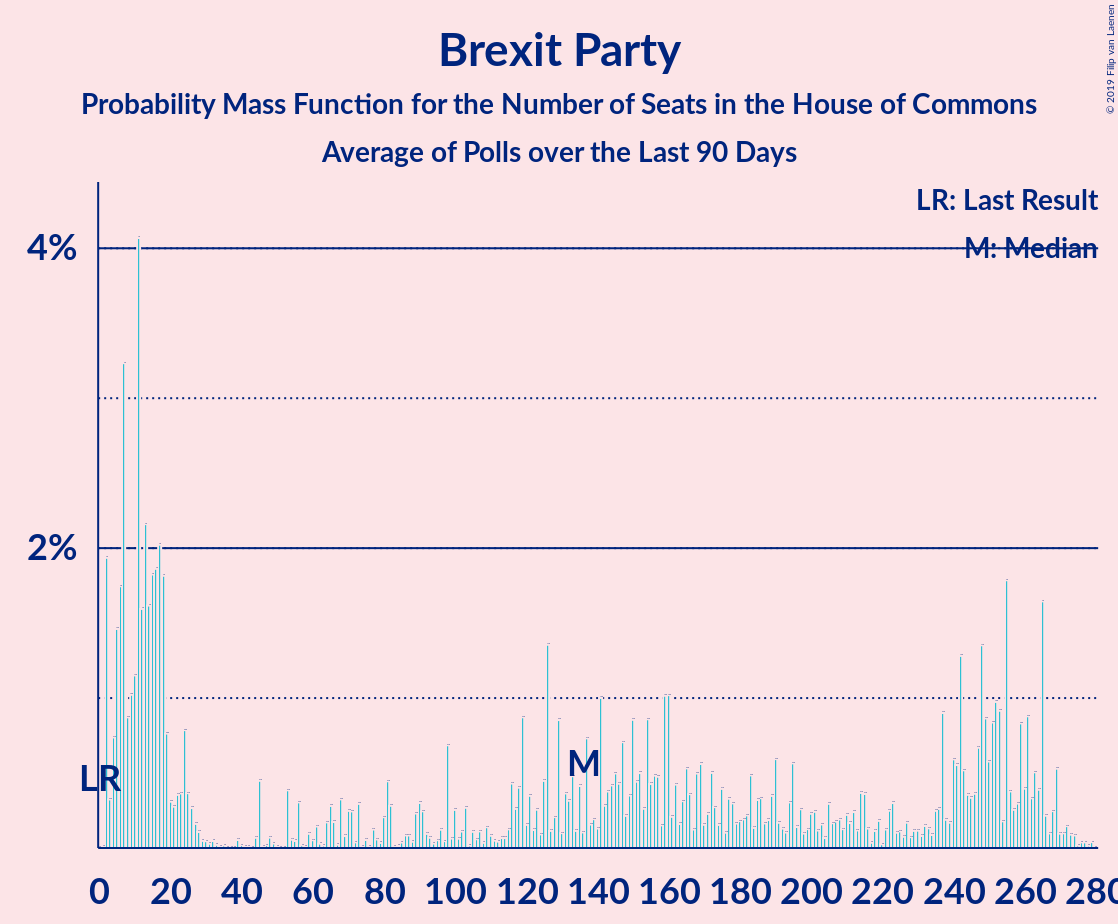 Brexit Party
Probability Mass Function for the Number of Seats in the House of Commons
Average of Polls over the Last 90 Days
© 2019 Filip van Laenen
LR: Last Result
M: Median
4%
2%
LR
M
0 20 40 60 80 100 120 140 160 180 200 220 240 260 280